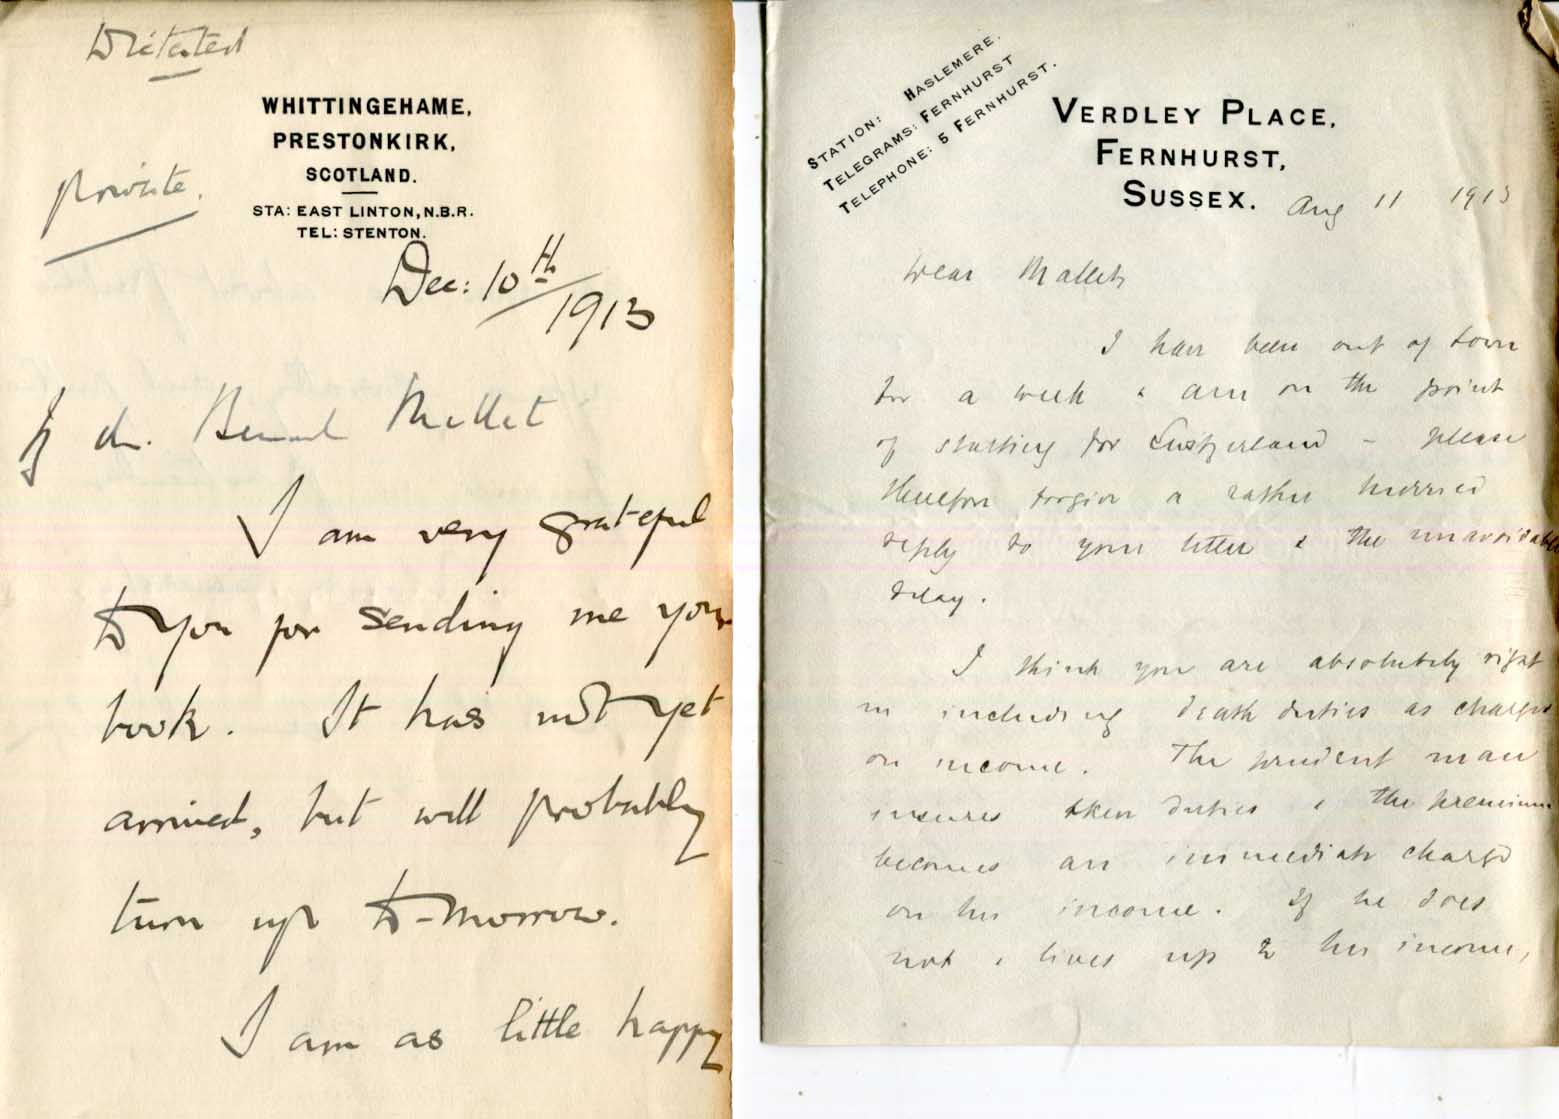 Dictated
WHITTINGEHAME,
PRESTONKIRK,
SCOTLAND.
Private.
STA: EAST LINTON, N.B.R.
TEL: STENTON.
Dec: 10th
1913
My dr. Bernard Mallet
I am very grateful
to you for sending me your
book. It has not yet
arrived, but will probably
turn up to-morrow.
I am as little happy
STATION: HASLEMERE.
TELEGRAMS: FERNHURST
TELEPHONE: 5 FERNHURST.
VERDLEY PLACE,
FERNHURST,
SUSSEX.
Aug 11 1913
Dear Mallet
I have been out of town
for a week & am on the point
of starting for Switzerland - please
therefore forgive a rather hurried
reply to your letter & the unavoidable
delay.
I think you are absolutely right
in including death duties as charges
on income. The prudent man
insures these duties & the premium
becomes an immediate charge
on his income. If he does
not & lives up to his income,